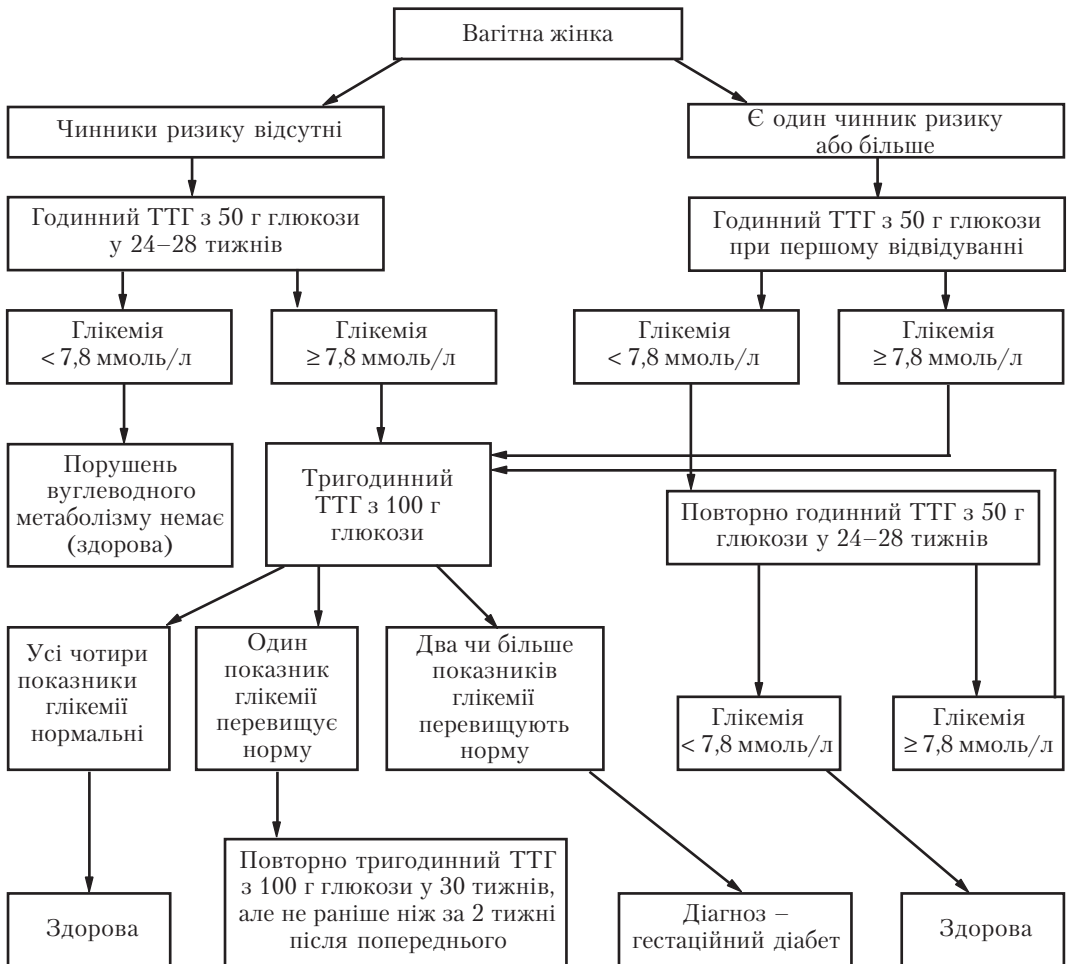 Вагітна жінка
Чинники ризику відсутні
Є один чинник ризику
або більше
Годинний ТТГ з 50 г глюкози
у 24–28 тижнів
Годинний ТТГ з 50 г глюкози
при першому відвідуванні
Глікемія
< 7,8 ммоль/л
Глікемія
≥ 7,8 ммоль/л
Глікемія
< 7,8 ммоль/л
Глікемія
≥ 7,8 ммоль/л
Порушень
вуглеводного
метаболізму немає
(здорова)
Тригодинний
ТТГ з 100 г
глюкози
Повторно годинний ТТГ з 50 г
глюкози у 24–28 тижнів
Усі чотири
показники
глікемії
нормальні
Один
показник
глікемії
перевищує
норму
Два чи більше
показників
глікемії
перевищують
норму
Глікемія
< 7,8 ммоль/л
Глікемія
≥ 7,8 ммоль/л
Здорова
Повторно тригодинний ТТГ
з 100 г глюкози у 30 тижнів,
але не раніше ніж за 2 тижні
після попереднього
Діагноз –
гестаційний діабет
Здорова